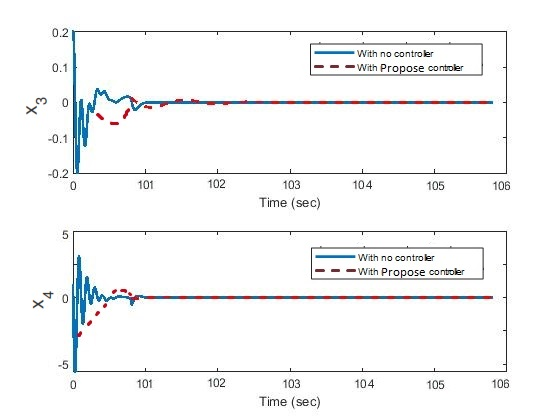 0.2
With no controller
With Propose controller
0.1
x3
0
-0.1
-0.2
0 101 102 103 104 105 106
Time (sec)
5
With no controller
With Propose controller
x4
0
-5
0 101 102 103 104 105 106
Time (sec)